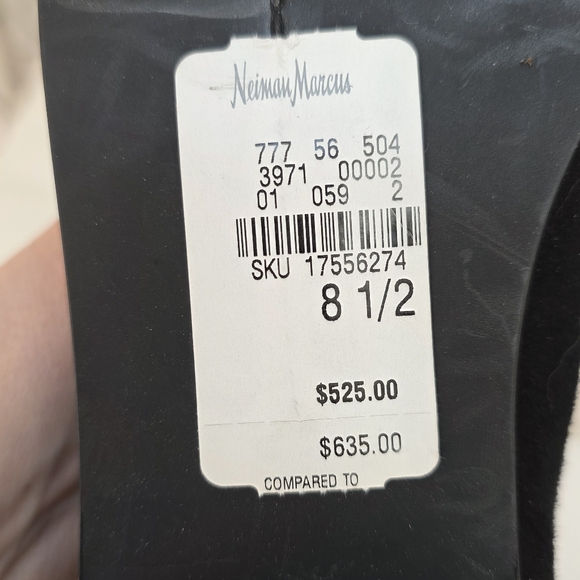 Neiman Marcus
777 56 504
3971 00002
01 059 2
SKU 17556274
8 1/2
$525.00
$635.00
COMPARED TO